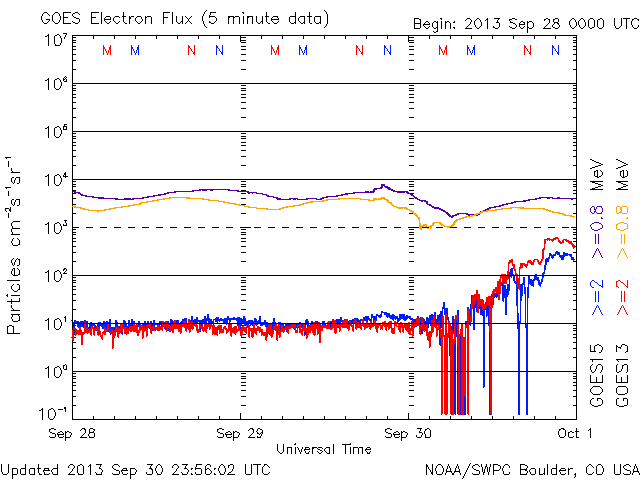 GOES Electron Flux (5 minute data)
Begin: 2013 Sep 28 0000 UTC
M M N N M M N N M M N N
10⁷
10⁶
10⁵
10⁴
10³
10²
10¹
10⁰
10⁻¹
Particles cm⁻²s⁻¹sr⁻¹
Sep 28 Sep 29 Sep 30 Oct 1
Universal Time
GOES15 >=2 >=0.8 MeV
GOES13 >=2 >=0.8 MeV
Updated 2013 Sep 30 23:56:02 UTC
NOAA/SWPC Boulder, CO USA